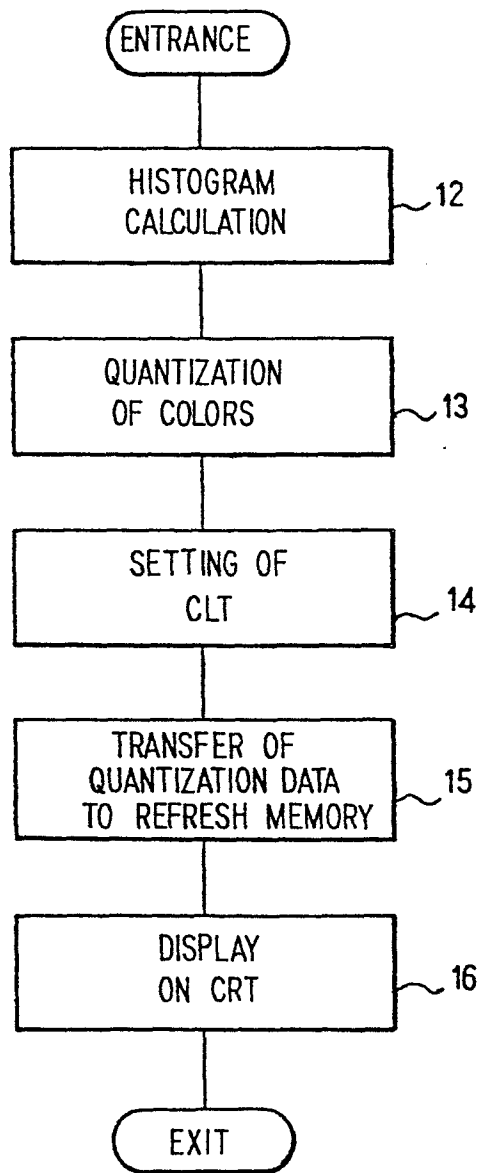 ENTRANCE
HISTOGRAM
CALCULATION
12
QUANTIZATION
OF COLORS
13
SETTING OF
CLT
14
TRANSFER OF
QUANTIZATION DATA
TO REFRESH MEMORY
15
DISPLAY
ON CRT
16
EXIT